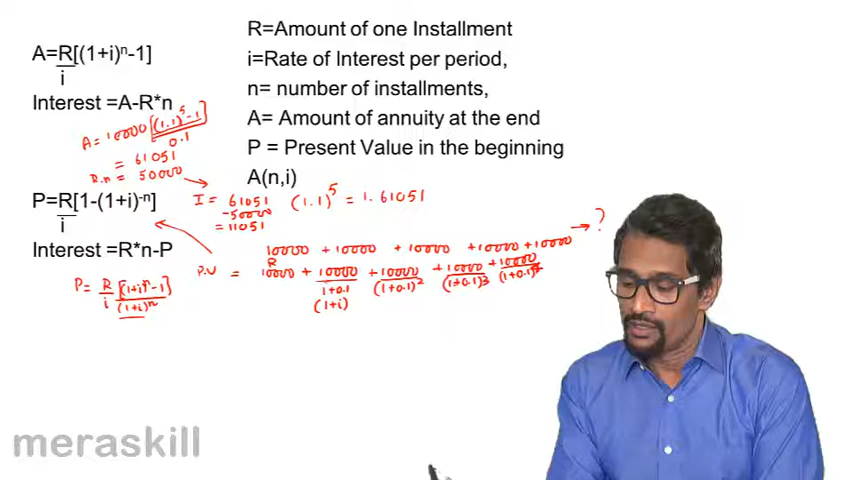 A=R[(1+i)ⁿ-1]
i
Interest =A-R*n
A = 10000 [(1.1)⁵ - 1]
0.1
= 61051
R.n = 50000
P=R[1-(1+i)⁻ⁿ]
i
Interest =R*n-P
P = R [(1+i)ⁿ - 1]
i (1+i)ⁿ
R=Amount of one Installment
i=Rate of Interest per period,
n= number of installments,
A= Amount of annuity at the end
P = Present Value in the beginning
A(n,i)
I = 61051
-50000
= 11051
(1.1)⁵ = 1.61051
10000 + 10000 + 10000 + 10000 + 10000 → ?
R
P.V = 10000 + 10000 + 10000 + 10000 + 10000
1+0.1 (1+0.1)² (1+0.1)³ (1+0.1)
(1+i)
meraskill